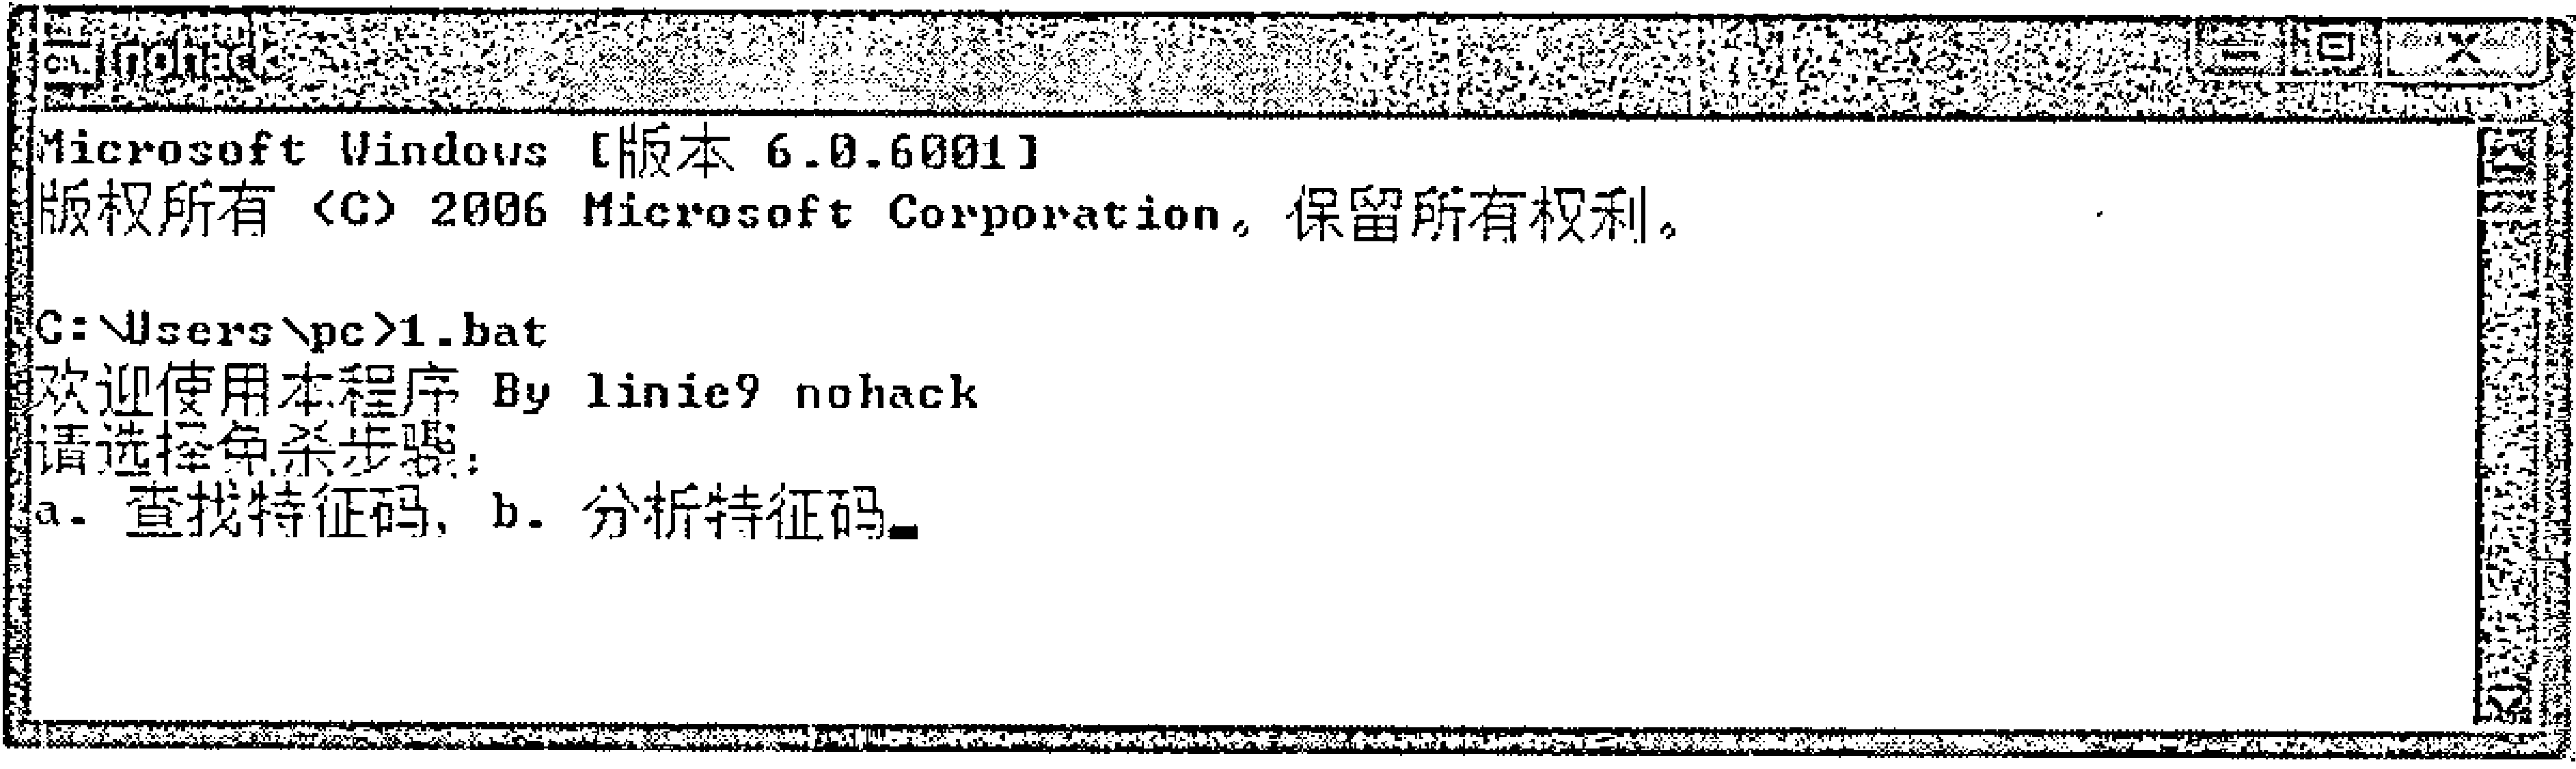 nohack
Microsoft Windows [版本 6.0.6001]
版权所有 (C) 2006 Microsoft Corporation。保留所有权利。
C:\Users\pc>1.bat
欢迎使用本程序 By linie9 nohack
请选择免杀步骤:
a. 查找特征码, b. 分析特征码